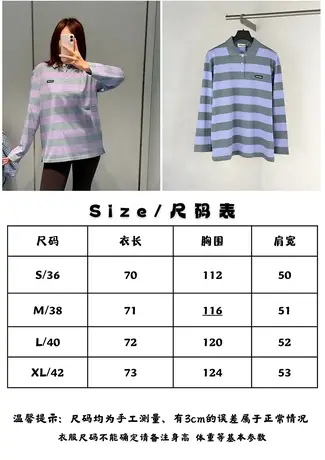 Size/尺码表
尺码 衣长 胸围 肩宽
S/36 70 112 50
M/38 71 116 51
L/40 72 120 52
XL/42 73 124 53
温馨提示: 尺码均为手工测量、有3cm的误差属于正常情况
衣服尺码不能确定请备注身高 体重等基本参数